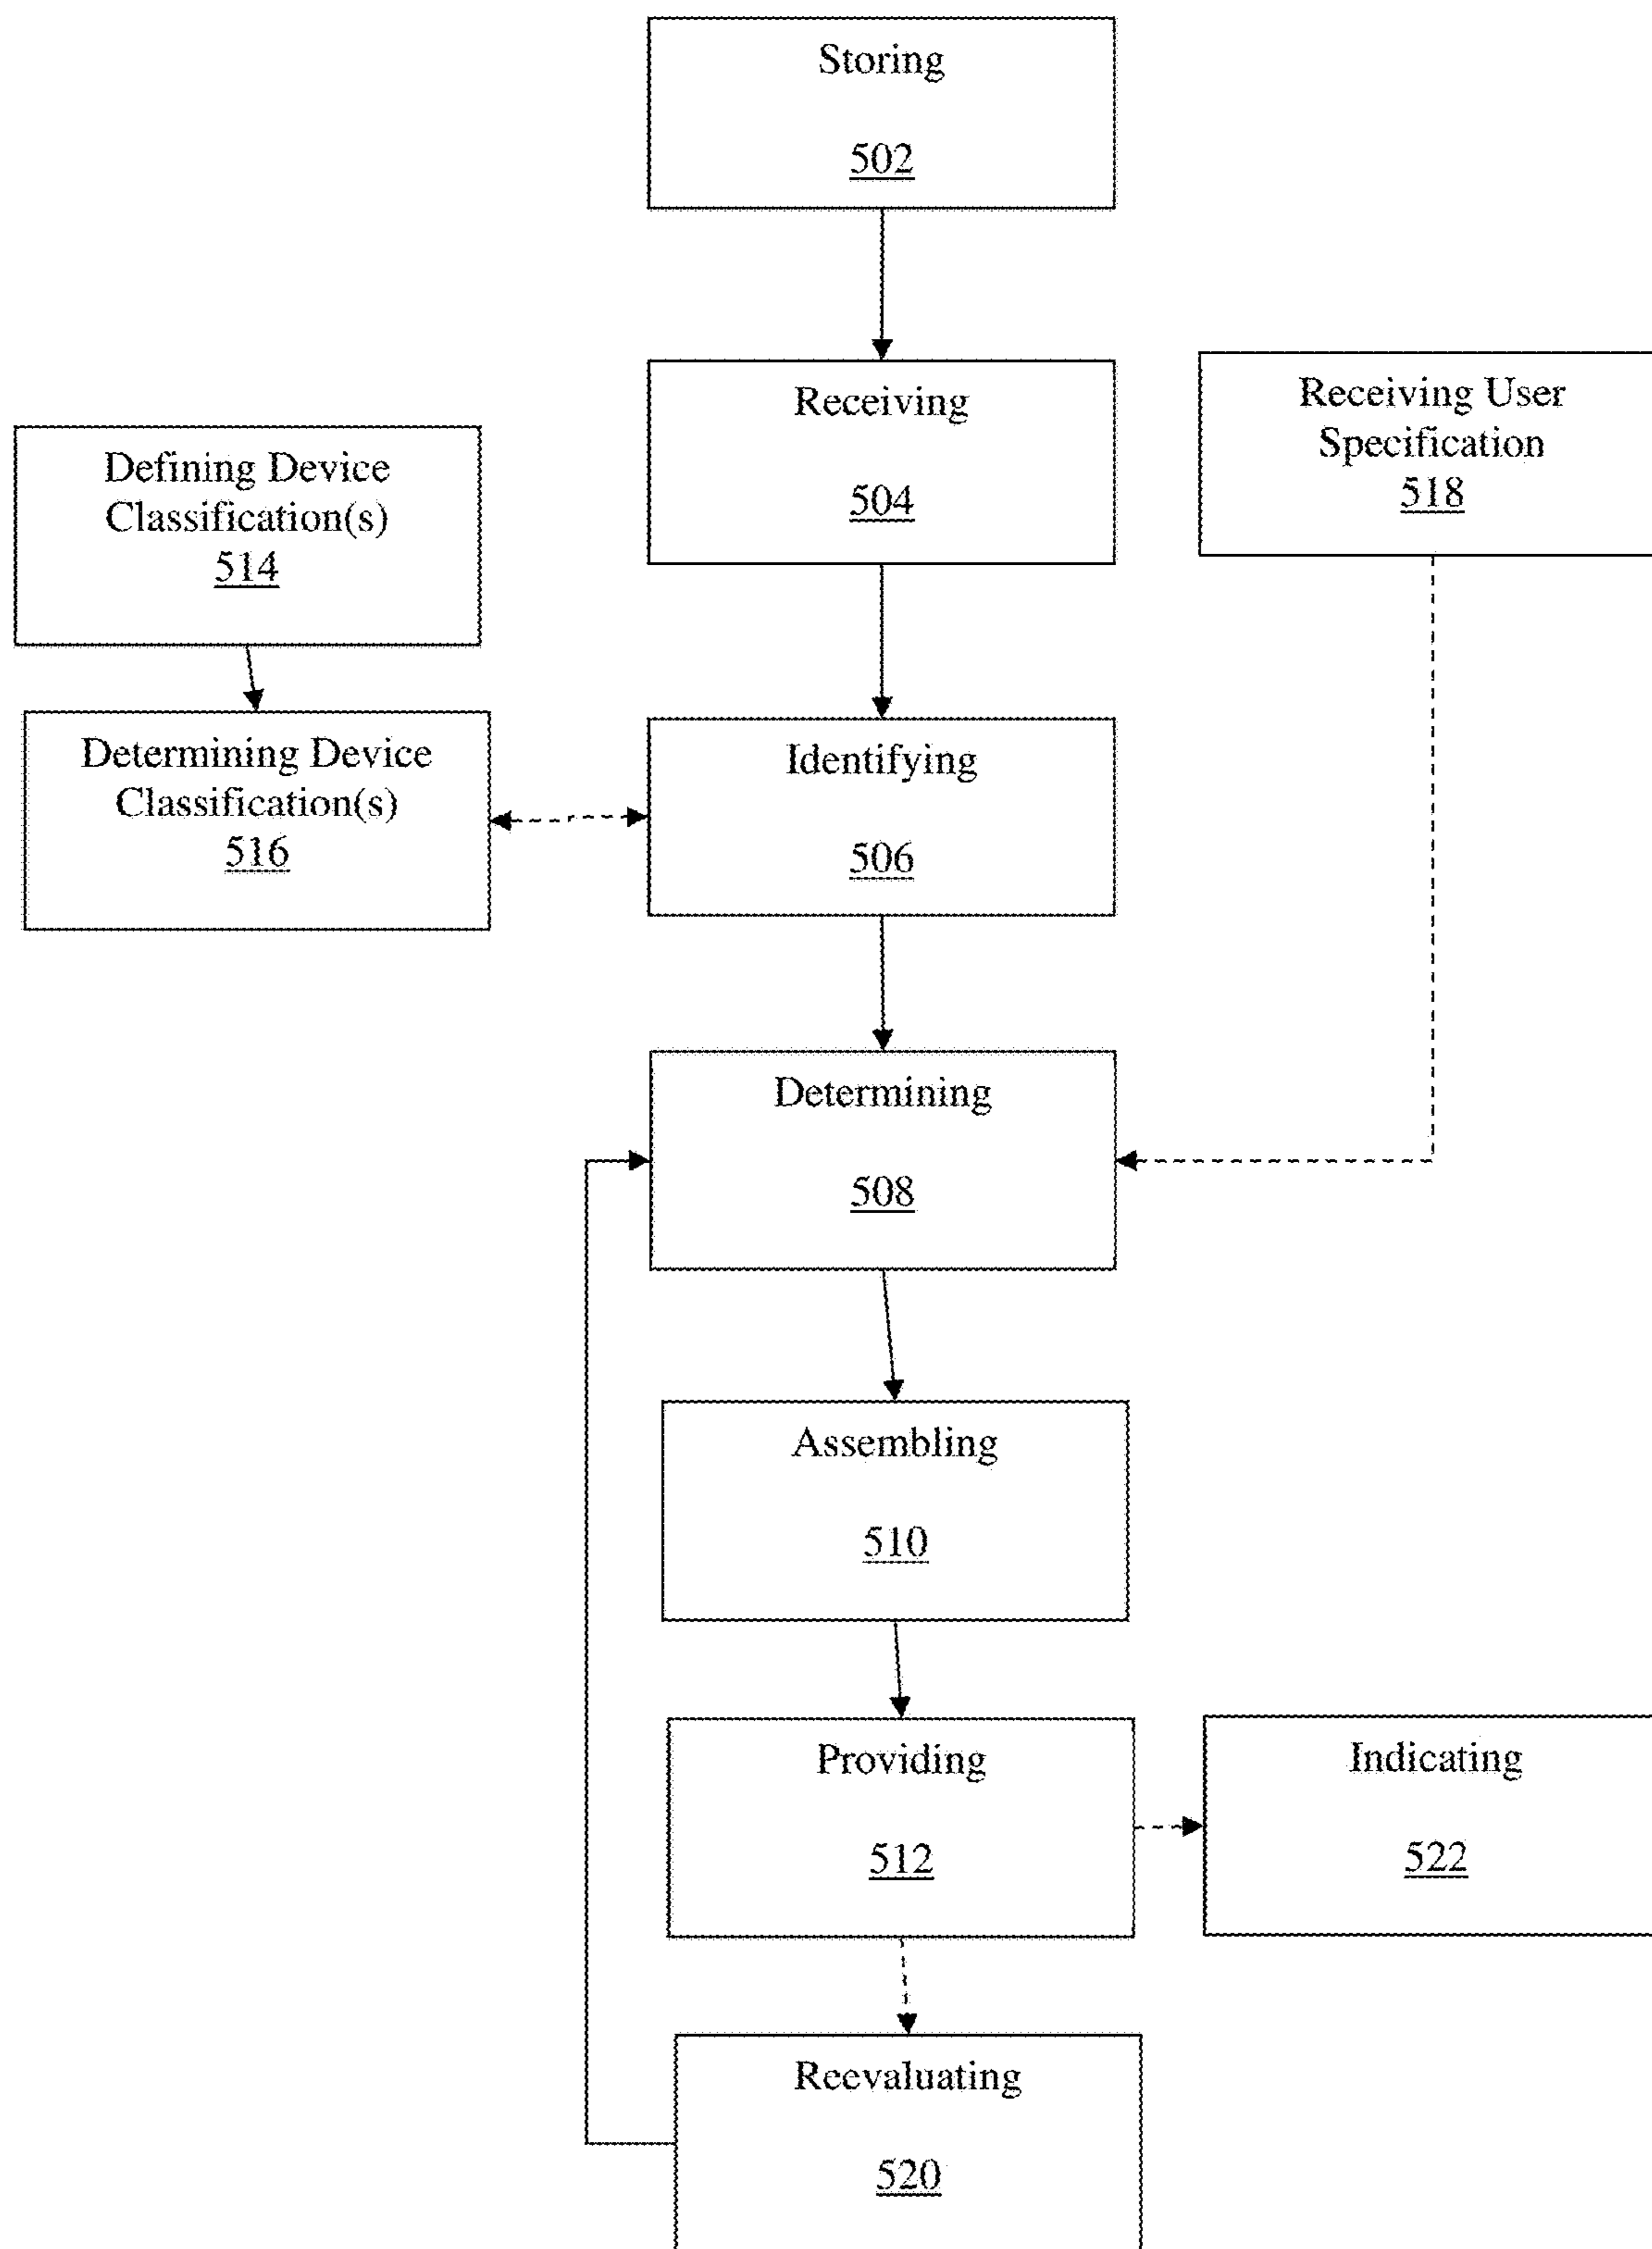 Storing
502
Receiving
504
Receiving User
Specification
518
Defining Device
Classification(s)
514
Determining Device
Classification(s)
516
Identifying
506
Determining
508
Assembling
510
Providing
512
Indicating
522
Reevaluating
520